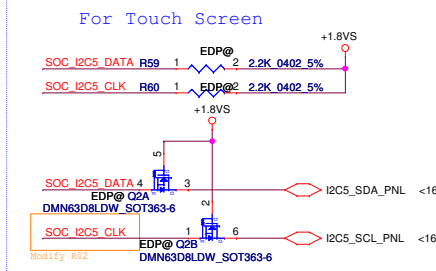 For Touch Screen
+1.8VS
EDP@
SOC_I2C5_DATA R59 1 2 2.2K_0402_5%
SOC_I2C5_CLK R60 1 EDP@ 2 2.2K_0402_5%
+1.8VS
5
SOC_I2C5_DATA 4 3 I2C5_SDA_PNL <16
EDP@ Q2A
DMN63D8LDW_SOT363-6
2
SOC_I2C5_CLK 1 6 I2C5_SCL_PNL <16
EDP@ Q2B
Modify R02
DMN63D8LDW_SOT363-6